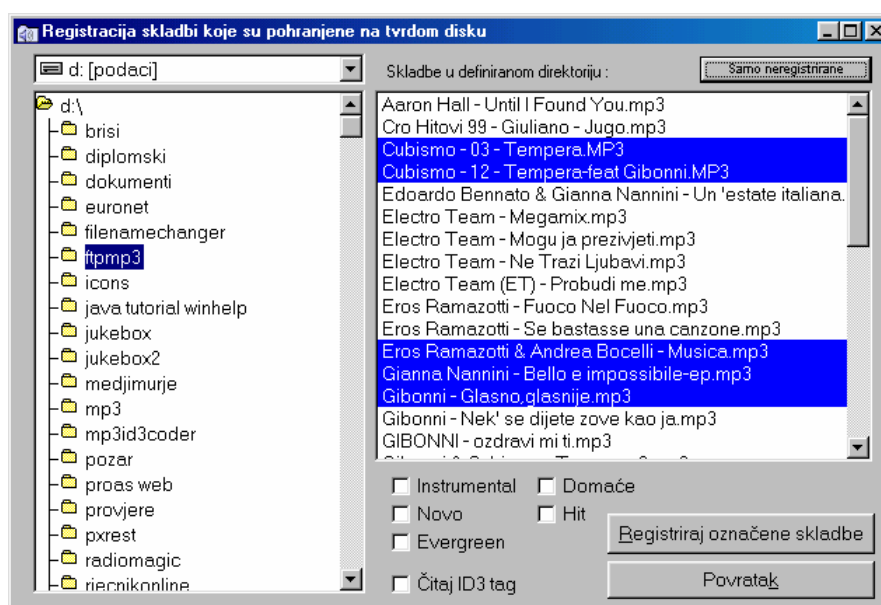 Registracija skladbi koje su pohranjene na tvrdom disku
d: [podaci]
d:\
brisi
diplomski
dokumenti
euronet
filenamechanger
ftpmp3
icons
java tutorial winhelp
jukebox
jukebox2
medjimurje
mp3
mp3id3coder
pozar
proas web
provjere
pxrest
radiomagic
rjecnikonline
Skladbe u definiranom direktoriju :
Samo neregistrirane
Aaron Hall - Until I Found You.mp3
Cro Hitovi 99 - Giuliano - Jugo.mp3
Cubismo - 03 - Tempera.MP3
Cubismo - 12 - Tempera-feat Gibonni.MP3
Edoardo Bennato & Gianna Nannini - Un 'estate italiana.
Electro Team - Megamix.mp3
Electro Team - Mogu ja prezivjeti.mp3
Electro Team - Ne Trazi Ljubavi.mp3
Electro Team (ET) - Probudi me.mp3
Eros Ramazotti - Fuoco Nel Fuoco.mp3
Eros Ramazotti - Se bastasse una canzone.mp3
Eros Ramazotti & Andrea Bocelli - Musica.mp3
Gianna Nannini - Bello e impossibile-ep.mp3
Gibonni - Glasno,glasnije.mp3
Gibonni - Nek' se dijete zove kao ja.mp3
GIBONNI - ozdravi mi ti.mp3
Instrumental
Domaće
Novo
Hit
Evergreen
Čitaj ID3 tag
Registriraj označene skladbe
Povratak